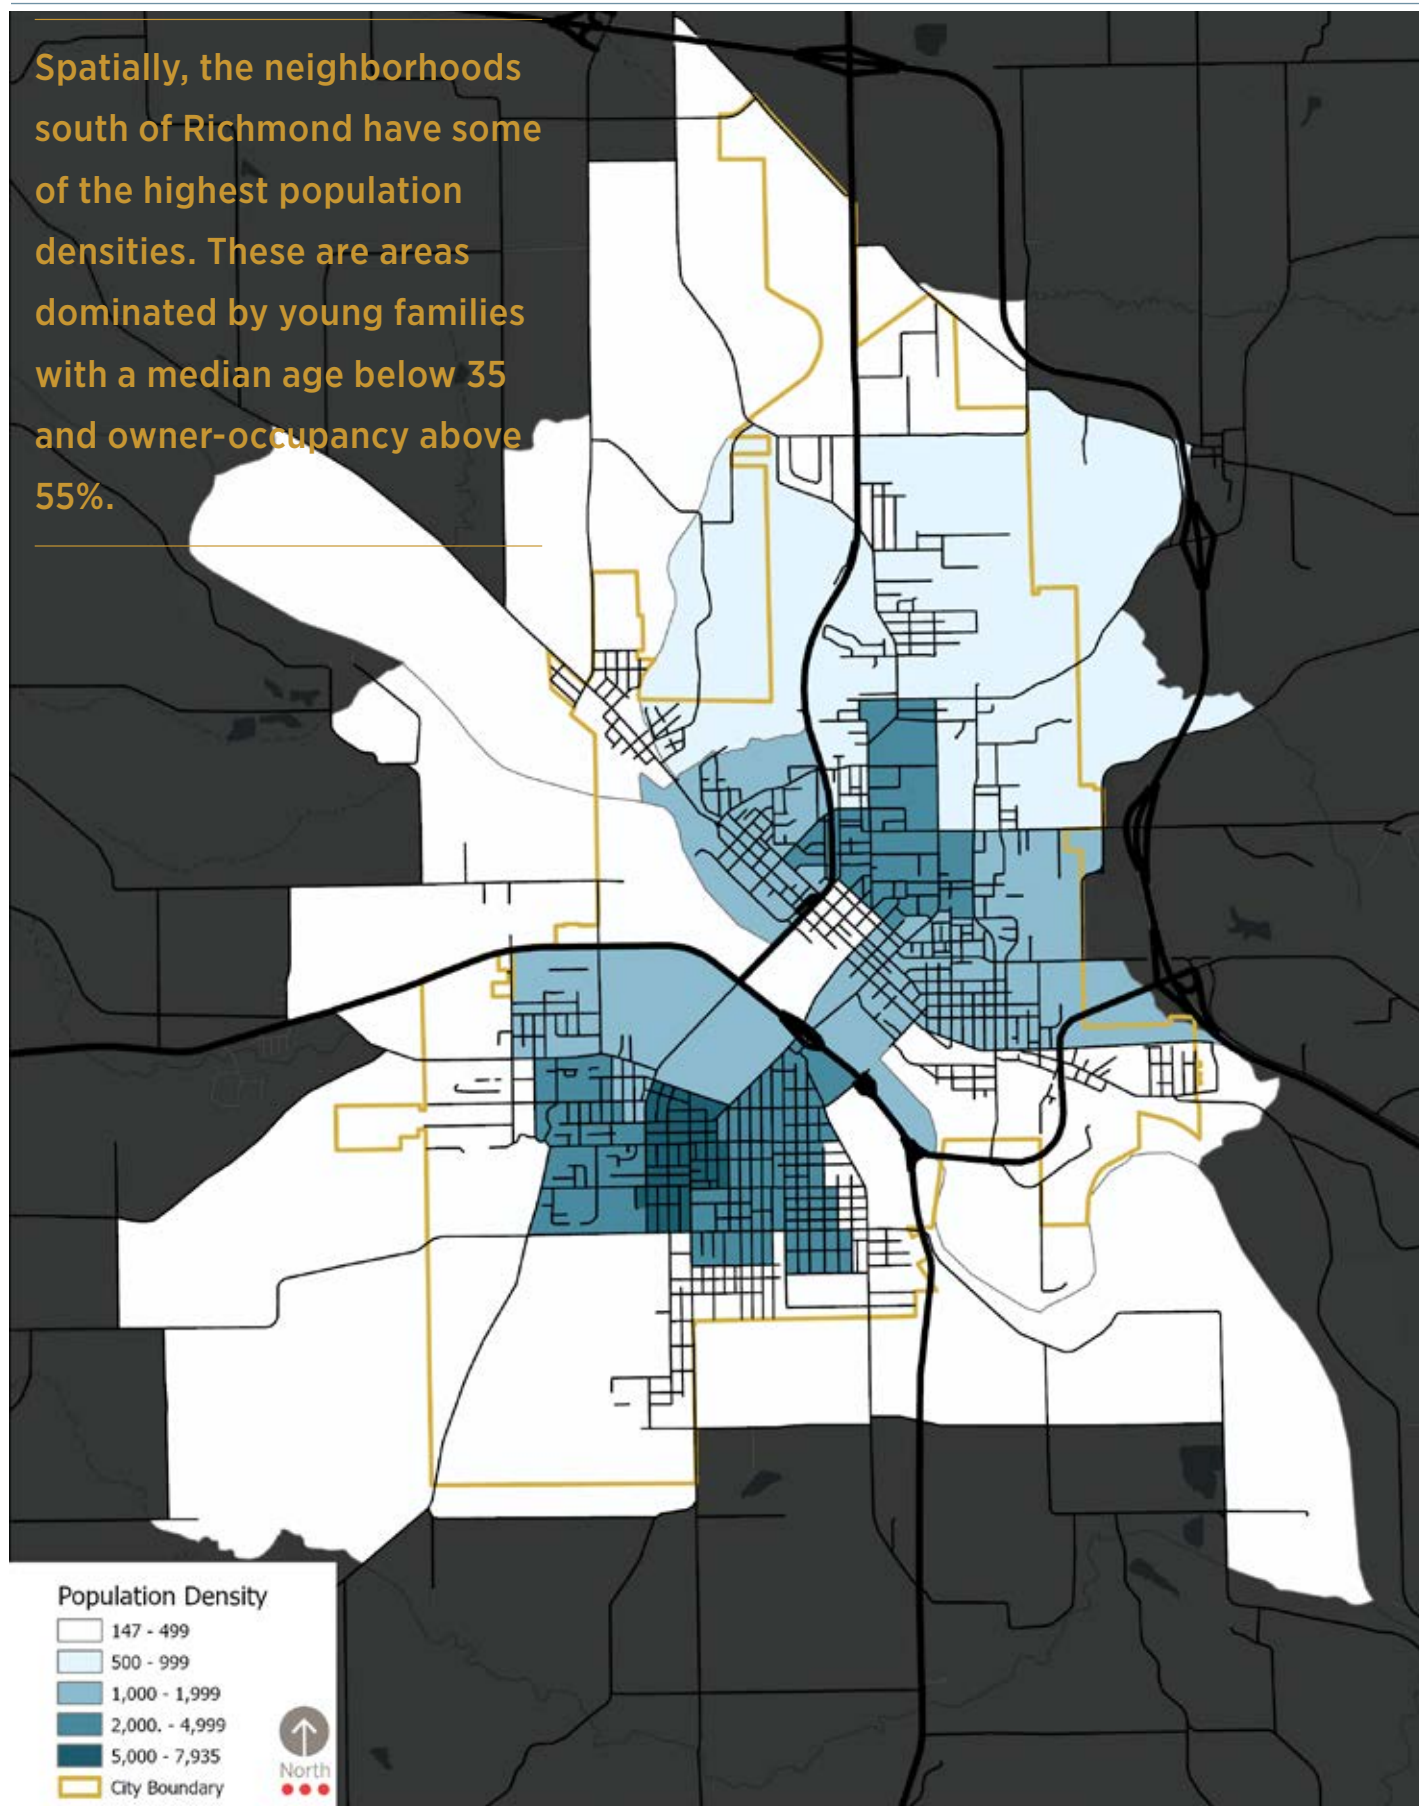 Spatially, the neighborhoods
south of Richmond have some
of the highest population
densities. These are areas
dominated by young families
with a median age below 35
and owner-occupancy above
55%.
Population Density
147 - 499
500 - 999
1,000 - 1,999
2,000. - 4,999
5,000 - 7,935
City Boundary
North